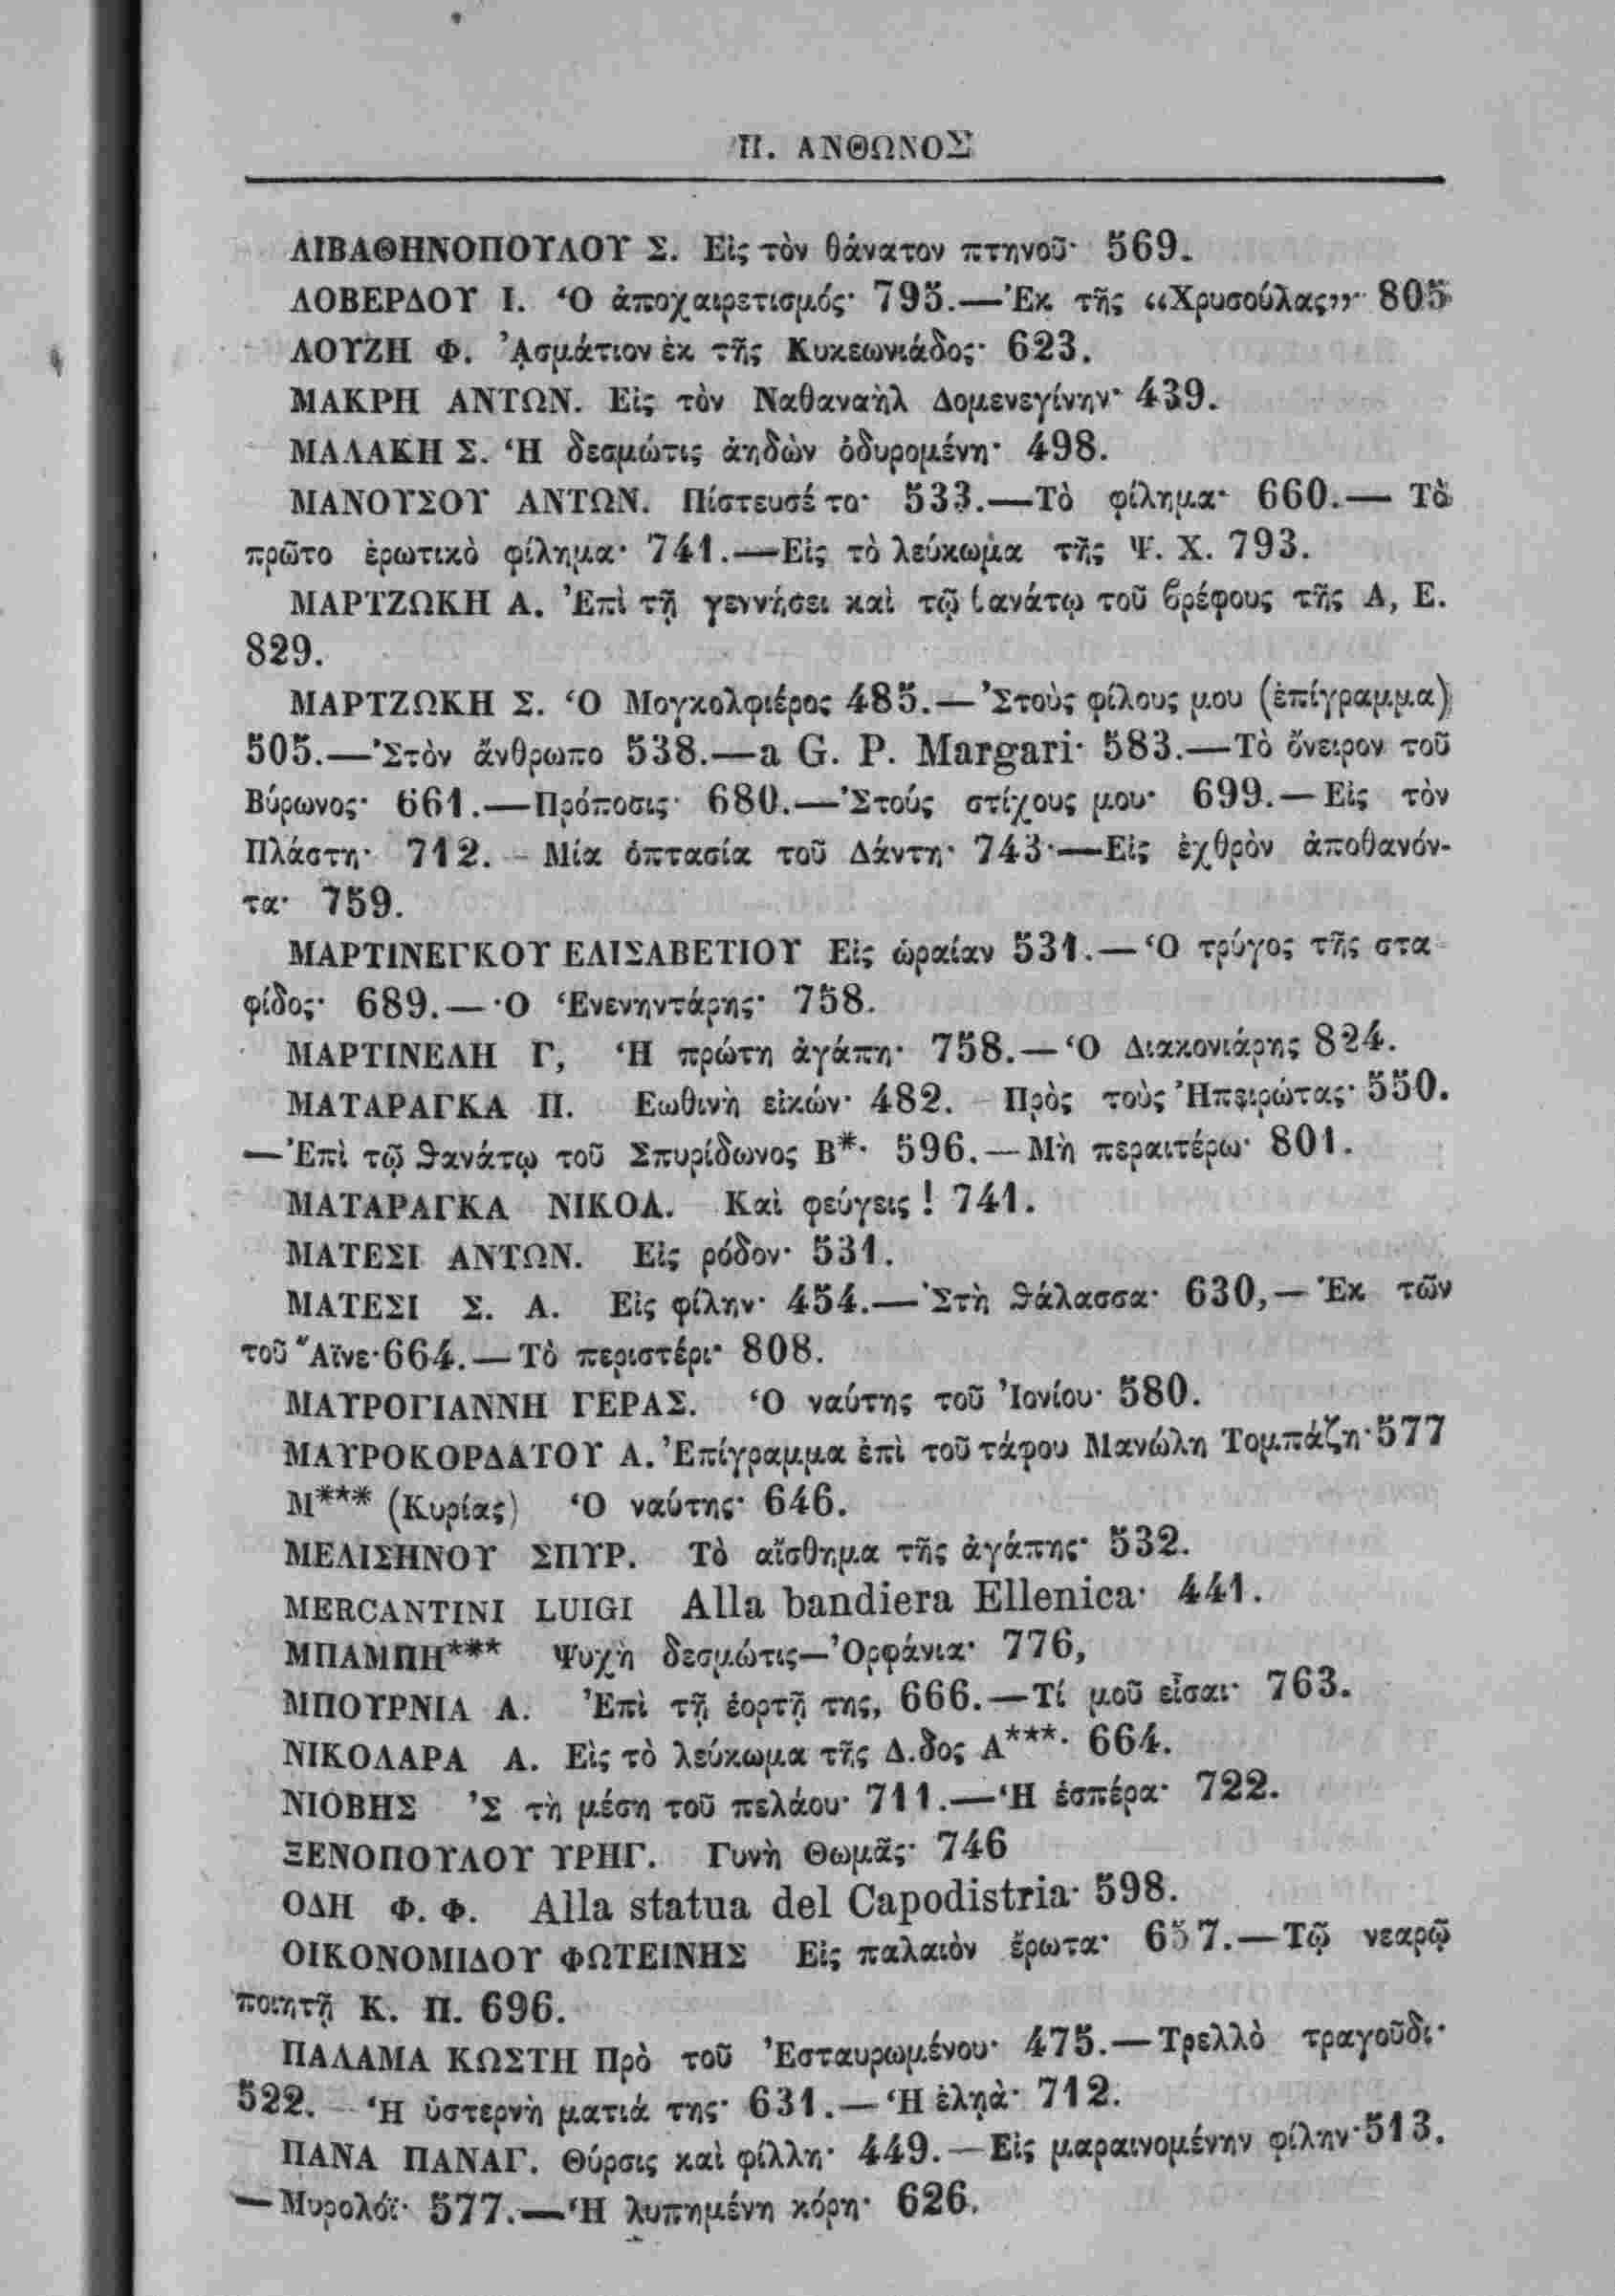 Π. ΑΝΘΩΝΟΣ
ΛΙΒΑΘΗΝΟΠΟΥΛΟΥ Σ. Εἰς τὸν θάνατον πτηνοῦ· 569.
ΛΟΒΕΡΔΟΥ Ι. Ὁ ἀποχαιρετισμός· 795.—Ἐκ τῆς «Χρυσούλας»· 805
ΛΟΥΖΗ Φ. ᾎσμάτιον ἐκ τῆς Κυκεωνιάδος· 623.
ΜΑΚΡΗ ΑΝΤΩΝ. Εἰς τὸν Ναθαναὴλ Δομενεγίνην· 439.
ΜΑΛΑΚΗ Σ. Ἡ δεσμώτις ἀηδὼν ὀδυρομένη· 498.
ΜΑΝΟΥΣΟΥ ΑΝΤΩΝ. Πίστευσέ το· 533.—Τὸ φίλημα· 660.— Τὸ
πρῶτο ἐρωτικὸ φίλημα· 741.—Εἰς τὸ λεύκωμα τῆς Ψ. Χ. 793.
ΜΑΡΤΖΩΚΗ Α. Ἐπὶ τῇ γεννήσει καὶ τῷ θανάτῳ τοῦ βρέφους τῆς Α, Ε.
829.
ΜΑΡΤΖΩΚΗ Σ. Ὁ Μογκολφιέρος 485.—Ἐτοὺς φίλους μου (ἐπίγραμμα)
505.—Στὸν ἄνθρωπο 538.—a G. P. Margari· 583.—Τὸ ὄνειρον τοῦ
Βύρωνος· 661.—Πρόποσις· 680.—Στούς στίχους μου· 699.—Εἰς τὸν
Πλάστη· 712. – Μία ὀπτασία τοῦ Δάντη· 743·—Εἰς ἐχθρὸν ἀποθανόν-
τα· 759.
ΜΑΡΤΙΝΕΓΚΟΥ ΕΛΙΣΑΒΕΤΙΟΥ Εἰς ὡραίαν 531.—Ὁ τρύγος τῆς στα
φίδος· 689.—·Ο Ἑνενηντάρης· 758.
ΜΑΡΤΙΝΕΛΗ Γ, Ἡ πρώτη ἀγάπη· 758.—Ὁ Διακονιάρης 824.
ΜΑΤΑΡΑΓΚΑ Π. Εωθινὴ εἰκών· 482. – Πρὸς τοὺς Ἠπειρώτας· 550.
—Ἐπὶ τῷ ϑανάτῳ τοῦ Σπυρίδωνος Β*· 596.—Μὴ περαιτέρω· 801.
ΜΑΤΑΡΑΓΚΑ ΝΙΚΟΛ. Καὶ φεύγεις! 741.
ΜΑΤΕΣΙ ΑΝΤΩΝ. Εἰς ρόδον· 531.
ΜΑΤΕΣΙ Σ. Α. Εἰς φίλην· 454.—Στὴ ϑάλασσα· 630,—Ἐκ τῶν
τοῦ Ἄϊνε·664.—Τὸ περιστέρι· 808.
ΜΑΥΡΟΓΙΑΝΝΗ ΓΕΡΑΣ. Ὁ ναύτης τοῦ Ἰονίου· 580.
ΜΑΥΡΟΚΟΡΔΑΤΟΥ Α. Ἐπίγραμμα ἐπὶ τοῦ τάφου Μανώλη Τομπάζη·577
Μ*** (Κυρίας) Ὁ ναύτης· 646.
ΜΕΛΙΣΗΝΟΥ ΣΠΥΡ. Τὸ αἴσθημα τῆς ἀγάπης· 532.
MERCANTINI LUIGI Alla bandiera Ellenica· 441.
ΜΠΑΜΠΗ*** Ψυχὴ δεσμώτις—Ὀρφάνια· 776,
ΜΠΟΥΡΝΙΑ Α. Ἐπὶ τῇ ἑορτῇ της, 666.—Τί μοῦ εἶσαι· 763.
ΝΙΚΟΛΑΡΑ Α. Εἰς τὸ λεύκωμα τῆς Δ.δος Α***· 664.
ΝΙΟΒΗΣ Σ τὴ μέση τοῦ πελάου· 711.—Ἡ ἑσπέρα· 722.
ΞΕΝΟΠΟΥΛΟΥ ΥΡΗΓ. Γυνὴ Θωμᾶς· 746
ΟΔΗ Φ. Φ. Alla statua del Capodistria· 598.
ΟΙΚΟΝΟΜΙΔΟΥ ΦΩΤΕΙΝΗΣ Εἰς παλαιὸν ἔρωτα· 657.—Τῷ νεαρῷ
ποιητῇ Κ. Π. 696.
ΠΑΛΑΜΑ ΚΩΣΤΗ Πρὸ τοῦ Ἐσταυρωμένου· 475.—Τρελλὸ τραγοῦδι·
522. – Ἡ ὑστερνὴ ματιά της· 631.—Ἡ ἐλῃὰ· 712.
ΠΑΝΑ ΠΑΝΑΓ. Θύρσις καὶ φίλλη· 449.—Εἰς μαραινομένην φίλην·513.
—Μυρολόϊ· 577.—Ἡ λυπημένη κόρη· 626.